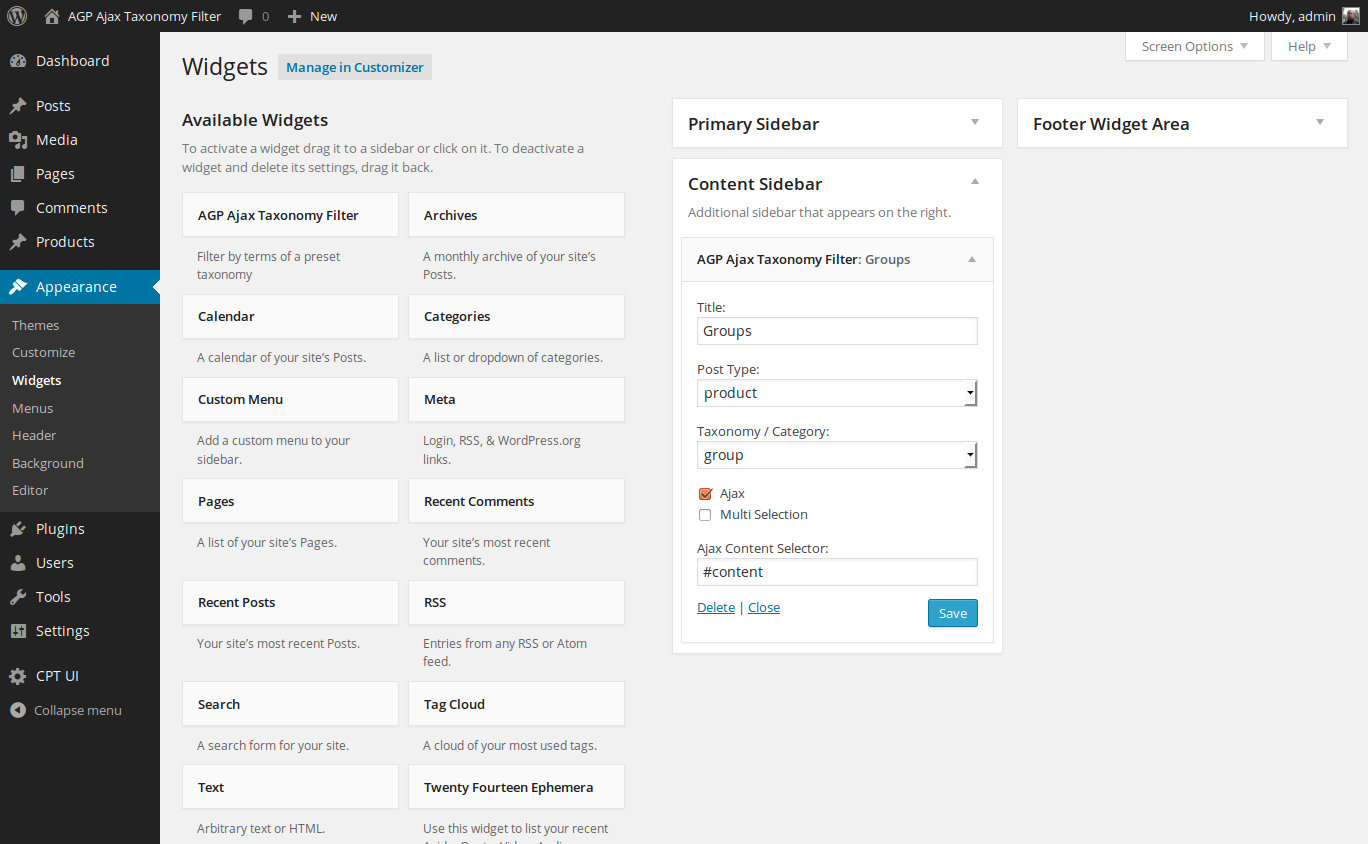 AGP Ajax Taxonomy Filter
0
New
Howdy, admin
Dashboard
Posts
Media
Pages
Comments
Products
Appearance
Themes
Customize
Widgets
Menus
Header
Background
Editor
Plugins
Users
Tools
Settings
CPT UI
Collapse menu
Screen Options
Help
Widgets
Manage in Customizer
Available Widgets
To activate a widget drag it to a sidebar or click on it. To deactivate a
widget and delete its settings, drag it back.
AGP Ajax Taxonomy Filter
Filter by terms of a preset
taxonomy
Archives
A monthly archive of your site’s
Posts.
Calendar
A calendar of your site’s Posts.
Categories
A list or dropdown of categories.
Custom Menu
Add a custom menu to your
sidebar.
Meta
Login, RSS, & WordPress.org
links.
Pages
A list of your site’s Pages.
Recent Comments
Your site’s most recent
comments.
Recent Posts
Your site’s most recent Posts.
RSS
Entries from any RSS or Atom
feed.
Search
A search form for your site.
Tag Cloud
A cloud of your most used tags.
Text
Arbitrary text or HTML.
Twenty Fourteen Ephemera
Use this widget to list your recent
Primary Sidebar
Content Sidebar
Additional sidebar that appears on the right.
AGP Ajax Taxonomy Filter: Groups
Title:
Groups
Post Type:
product
Taxonomy / Category:
group
Ajax
Multi Selection
Ajax Content Selector:
#content
Delete | Close
Save
Footer Widget Area